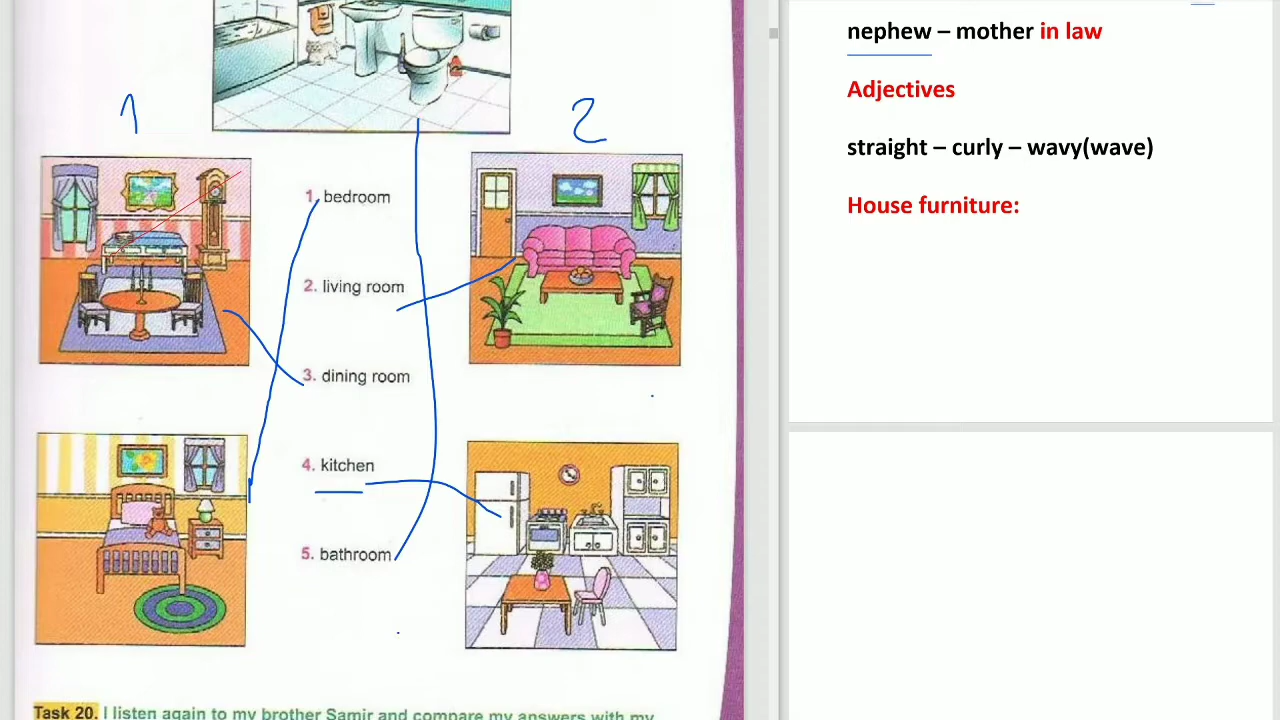 1
2
1. bedroom
2. living room
3. dining room
4. kitchen
5. bathroom
Task 20. I listen again to my brother Samir and compare my answers with my
nephew – mother in law
Adjectives
straight – curly – wavy(wave)
House furniture: